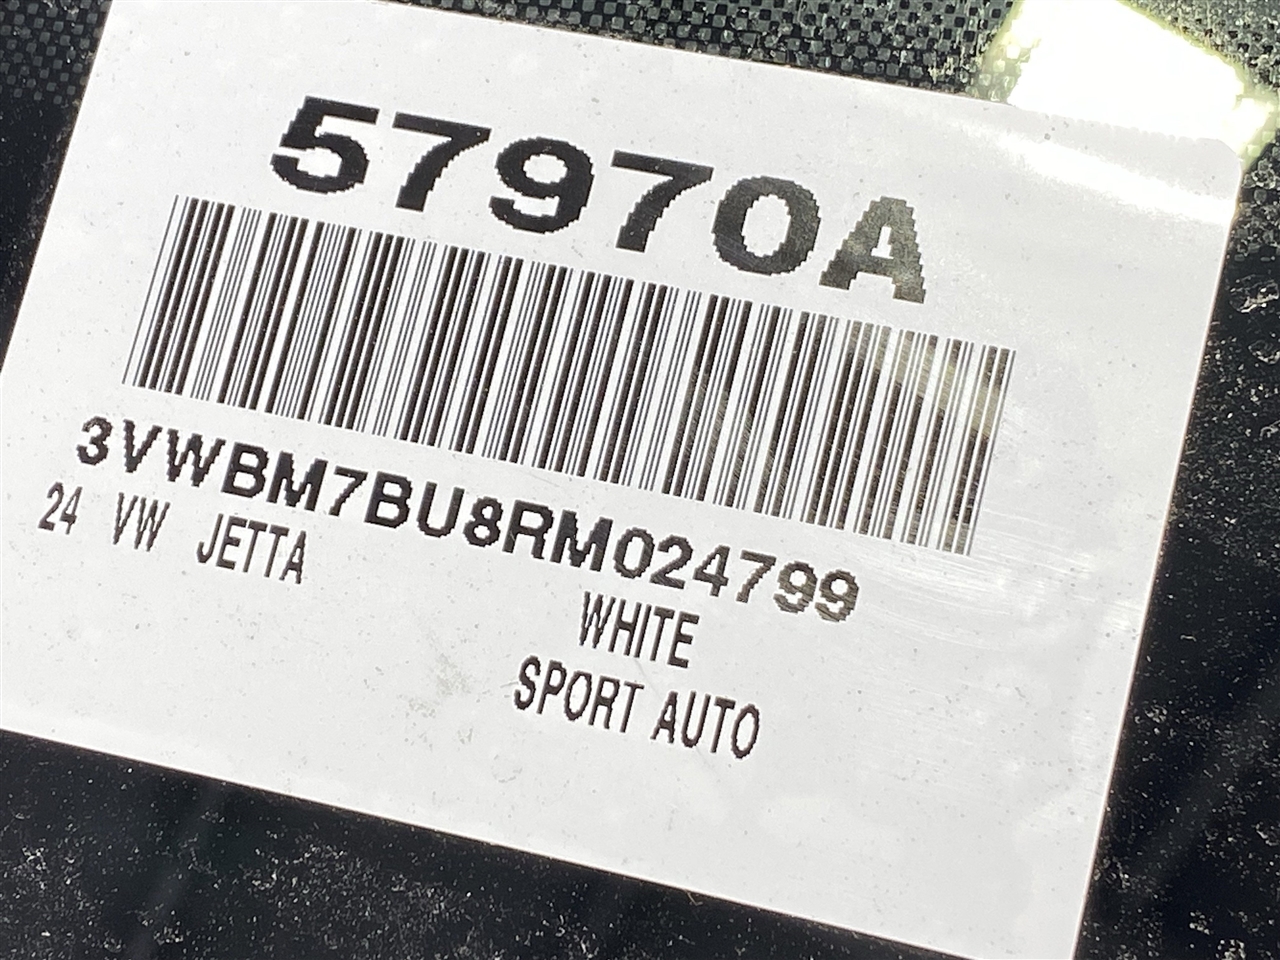 57970A
3VWBM7BU8RM024799
24 VW JETTA
WHITE
SPORT AUTO